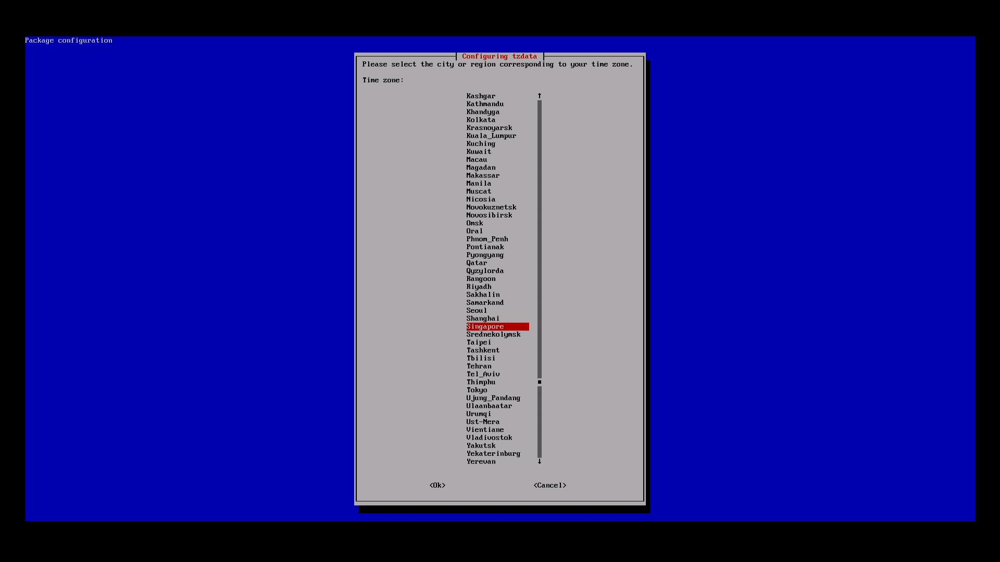 Package configuration
Configuring tzdata
Please select the city or region corresponding to your time zone.
Time zone:
Kashgar
Kathmandu
Khandyga
Kolkata
Krasnoyarsk
Kuala_Lumpur
Kuching
Kuwait
Macau
Magadan
Makassar
Manila
Muscat
Nicosia
Novokuznetsk
Novosibirsk
Omsk
Oral
Phnom_Penh
Pontianak
Pyongyang
Qatar
Qyzylorda
Rangoon
Riyadh
Sakhalin
Samarkand
Seoul
Shanghai
Singapore
Srednekolymsk
Taipei
Tashkent
Tbilisi
Tehran
Tel_Aviv
Thimphu
Tokyo
Ujung_Pandang
Ulaanbaatar
Urumqi
Ust-Nera
Vientiane
Vladivostok
Yakutsk
Yekaterinburg
Yerevan
<Ok> <Cancel>